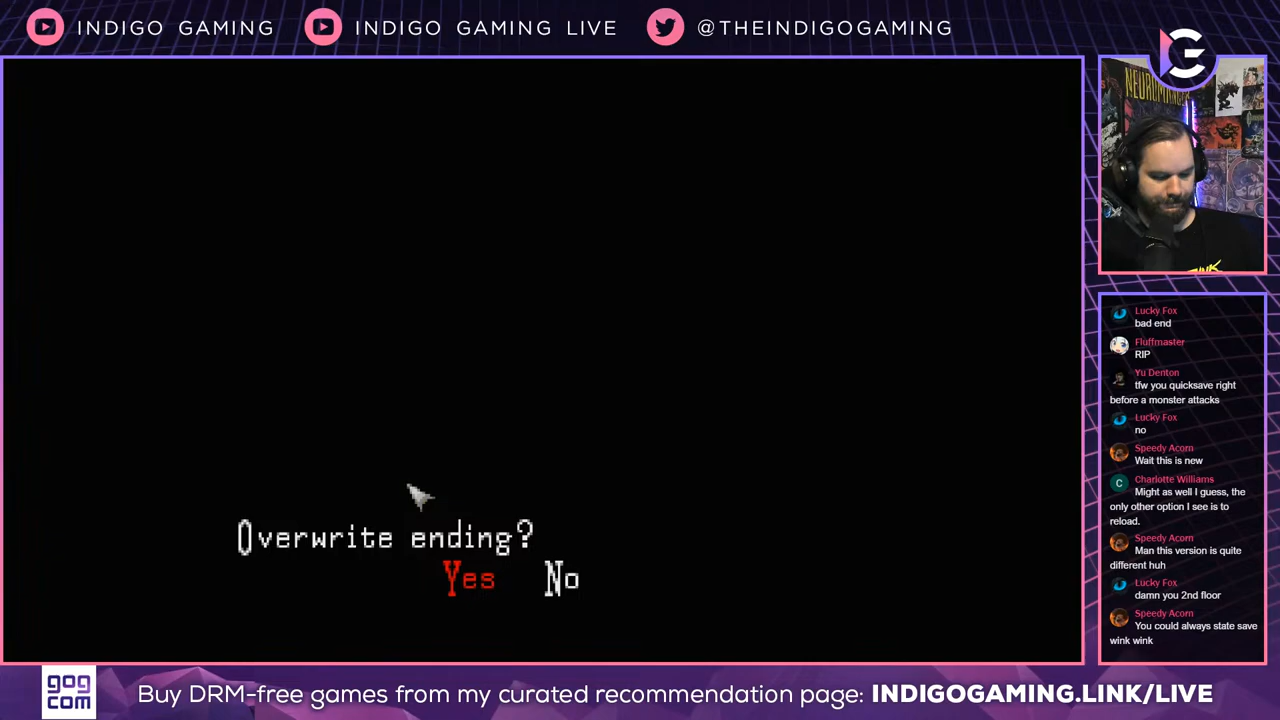 INDIGO GAMING INDIGO GAMING LIVE @THEINDIGOGAMING
NEUROMANCER
Overwrite ending?
Yes No
Lucky Fox
bad end
Fluffmaster
RIP
Yu Denton
tfw you quicksave right
before a monster attacks
Lucky Fox
no
Speedy Acorn
Wait this is new
C Charlotte Williams
Might as well I guess, the
only other option I see is to
reload.
Speedy Acorn
Man this version is quite
different huh
Lucky Fox
damn you 2nd floor
Speedy Acorn
You could always state save
wink wink
gog
com
Buy DRM-free games from my curated recommendation page: INDIGOGAMING.LINK/LIVE